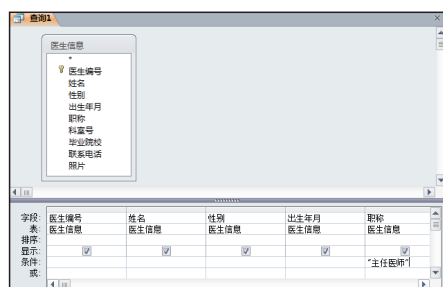 查询1
医生信息
*
医生编号
姓名
性别
出生年月
职称
科室号
毕业院校
联系电话
照片
字段: 医生编号 姓名 性别 出生年月 职称
表: 医生信息 医生信息 医生信息 医生信息 医生信息
排序:
显示:
条件: "主任医师"
或: